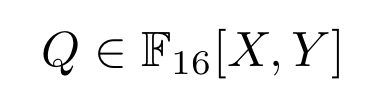 Q ∈ 𝔽₁₆[X, Y]